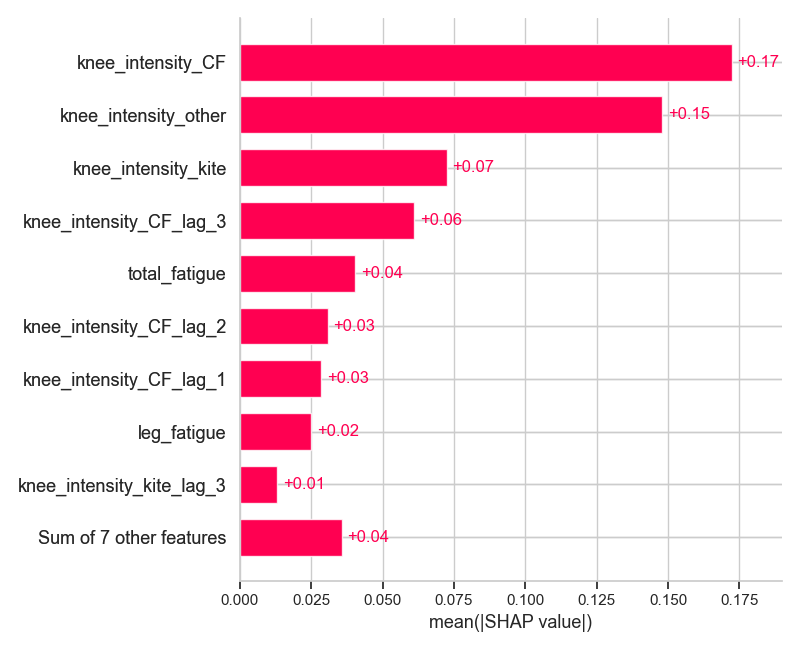 knee_intensity_CF +0.17
knee_intensity_other +0.15
knee_intensity_kite +0.07
knee_intensity_CF_lag_3 +0.06
total_fatigue +0.04
knee_intensity_CF_lag_2 +0.03
knee_intensity_CF_lag_1 +0.03
leg_fatigue +0.02
knee_intensity_kite_lag_3 +0.01
Sum of 7 other features +0.04
0.000 0.025 0.050 0.075 0.100 0.125 0.150 0.175
mean(|SHAP value|)